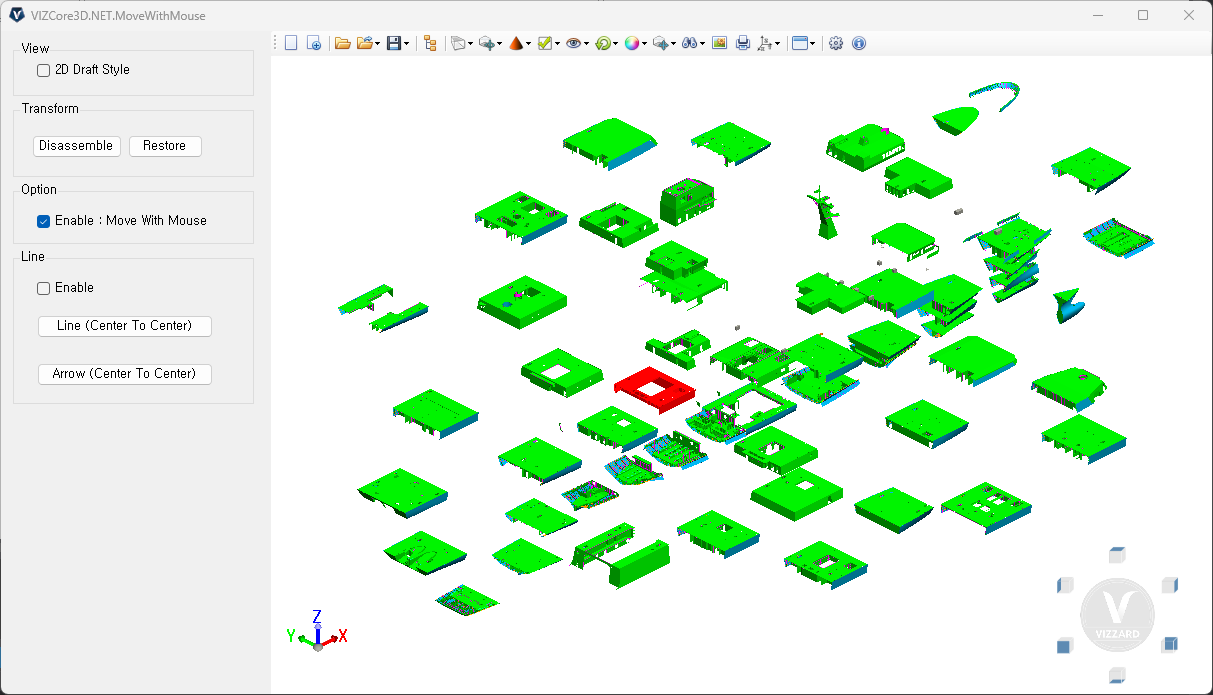 VIZCore3D.NET.MoveWithMouse
View
2D Draft Style
Transform
Disassemble
Restore
Option
Enable : Move With Mouse
Line
Enable
Line (Center To Center)
Arrow (Center To Center)
Z
Y
X
V
VIZZARD